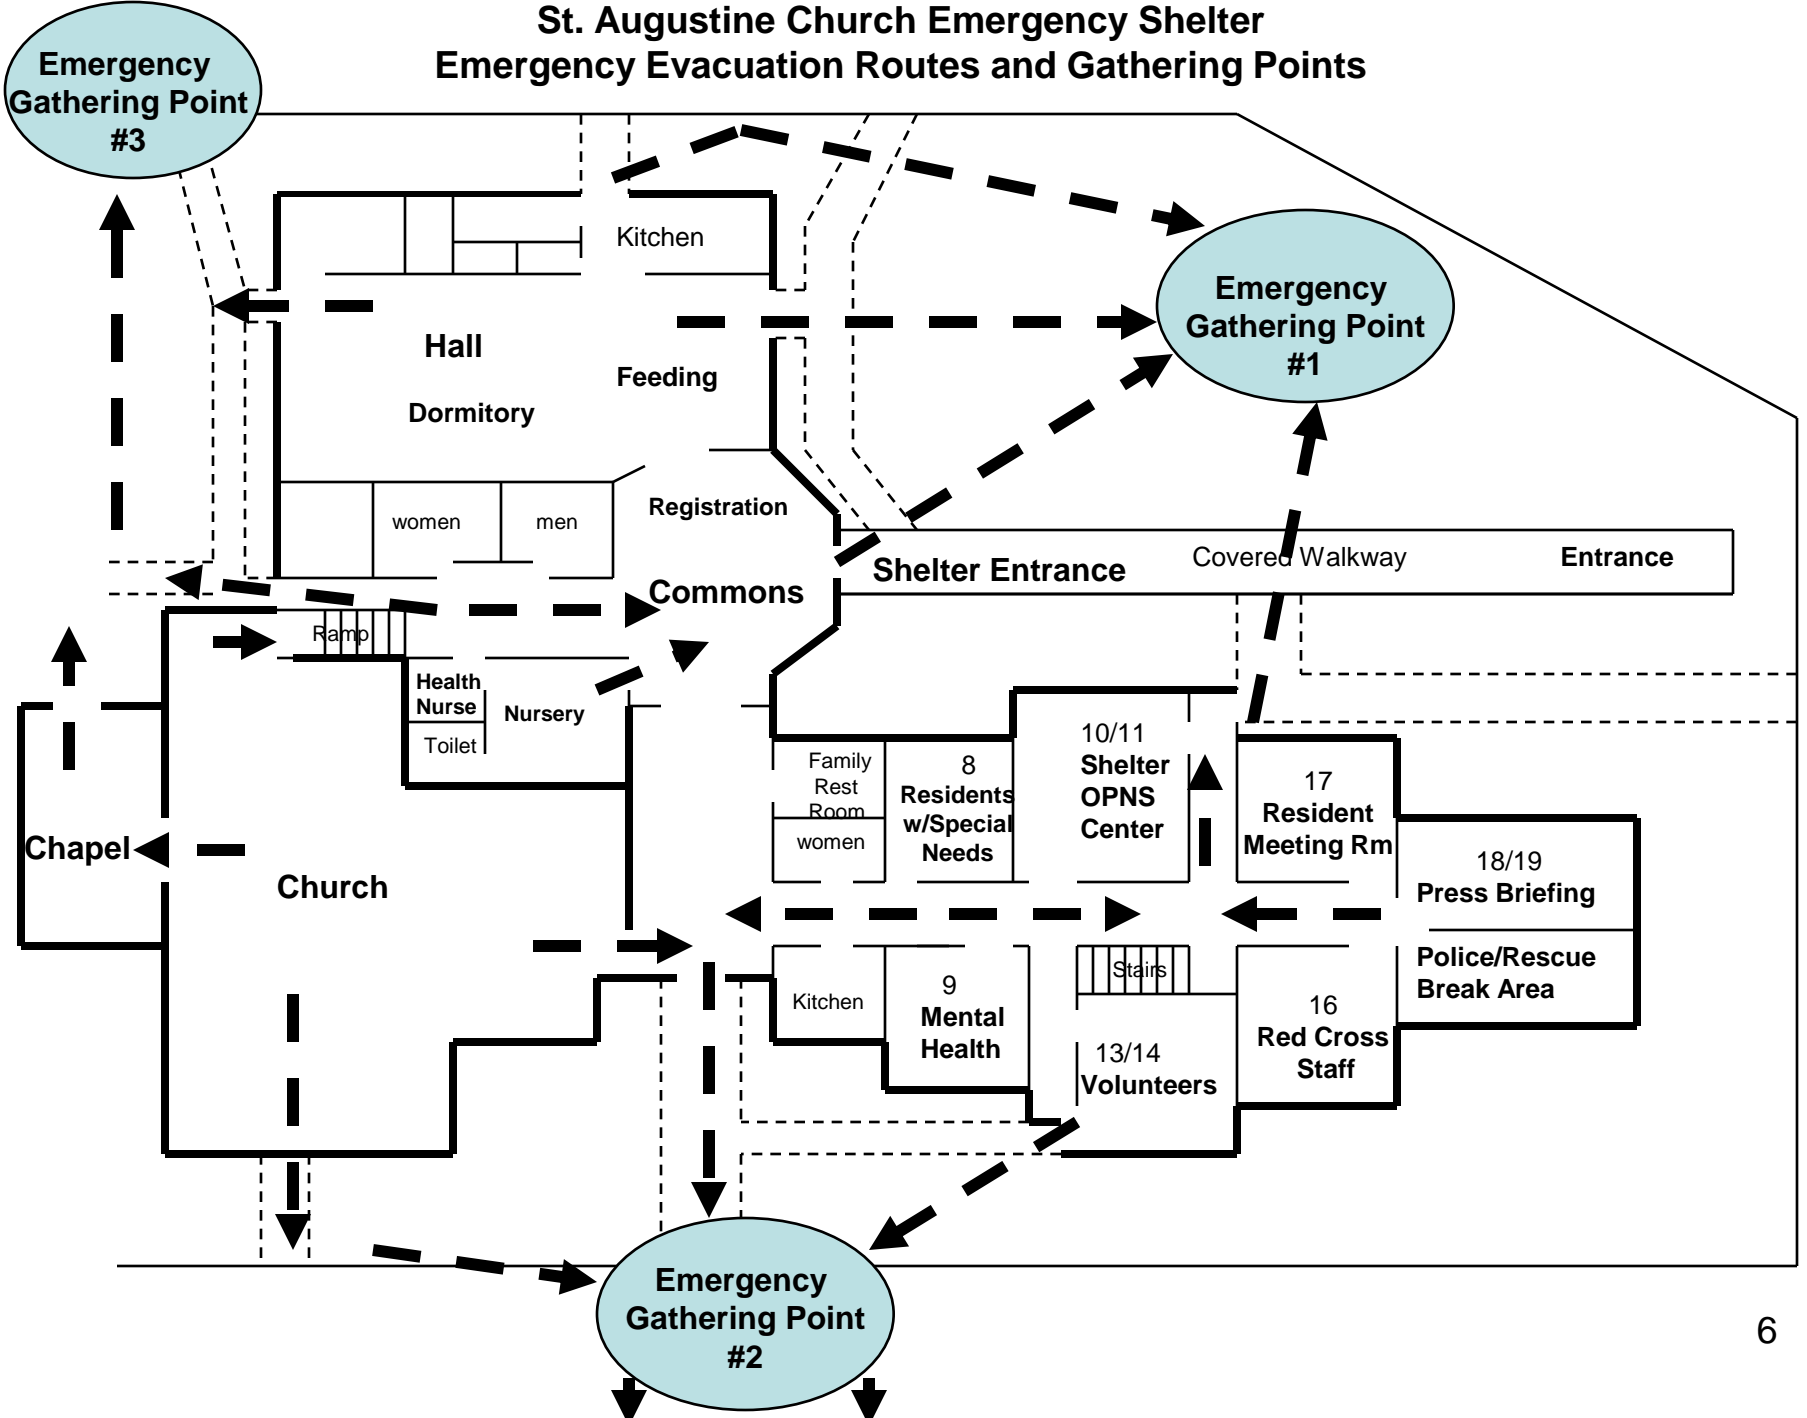 St. Augustine Church Emergency Shelter
Emergency Evacuation Routes and Gathering Points
Emergency
Gathering Point
#3
Kitchen
Emergency
Gathering Point
#1
Hall
Feeding
Dormitory
women
men
Registration
Commons
Shelter Entrance
Covered Walkway
Entrance
Ramp
Health
Nurse
Toilet
Nursery
Family
Rest
Room
women
8
Residents
w/Special
Needs
10/11
Shelter
OPNS
Center
17
Resident
Meeting Rm
18/19
Press Briefing
Chapel
Church
Police/Rescue
Break Area
Kitchen
9
Mental
Health
Stairs
13/14
Volunteers
16
Red Cross
Staff
Emergency
Gathering Point
#2
6